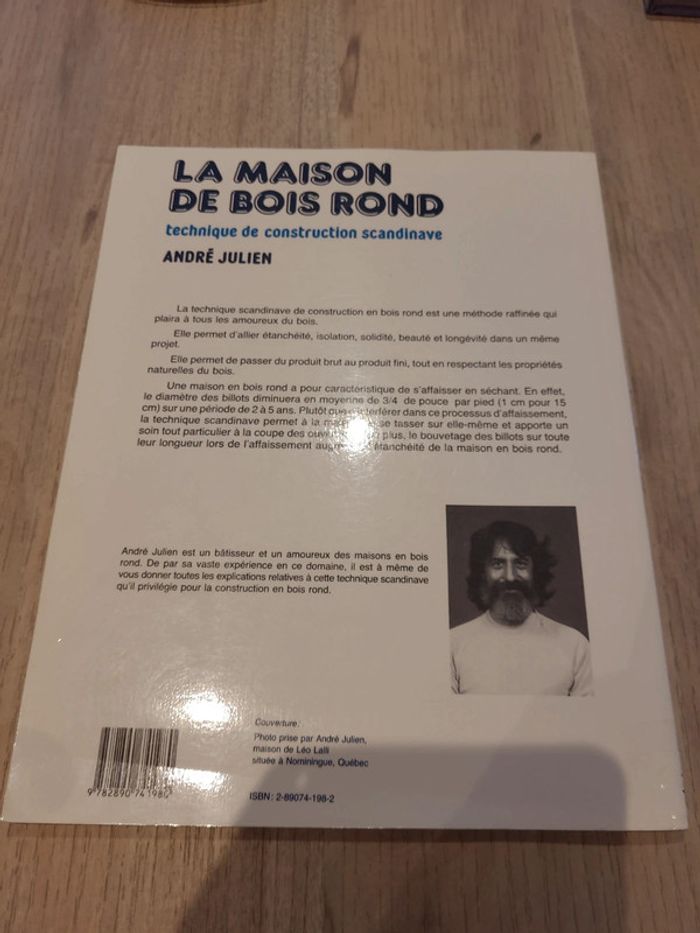 LA MAISON
DE BOIS ROND
technique de construction scandinave
ANDRÉ JULIEN
La technique scandinave de construction en bois rond est une méthode raffinée qui
plaira à tous les amoureux du bois.
Elle permet d'allier étanchéité, isolation, solidité, beauté et longévité dans un même
projet.
Elle permet de passer du produit brut au produit fini, tout en respectant les propriétés
naturelles du bois.
Une maison en bois rond a pour caractéristique de s'affaisser en séchant. En effet,
le diamètre des billots diminuera en moyenne de 3/4 de pouce par pied (1 cm pour 15
cm) sur une période de 2 à 5 ans. Plutôt que d'interférer dans ce processus d'affaissement,
la technique scandinave permet à la se tasser sur elle-même et apporte un
soin tout particulier à la coupe des plus, le bouvetage des billots sur toute
leur longueur lors de l'affaissement étanchéité de la maison en bois rond.
André Julien est un bâtisseur et un amoureux des maisons en bois
rond. De par sa vaste expérience en ce domaine, il est à même de
vous donner toutes les explications relatives à cette technique scandinave
qu'il privilégie pour la construction en bois rond.
Couverture:
Photo prise par André Julien,
maison de Léo Lalli
située à Nominingue, Québec
9 782890 741980
ISBN: 2-89074-198-2